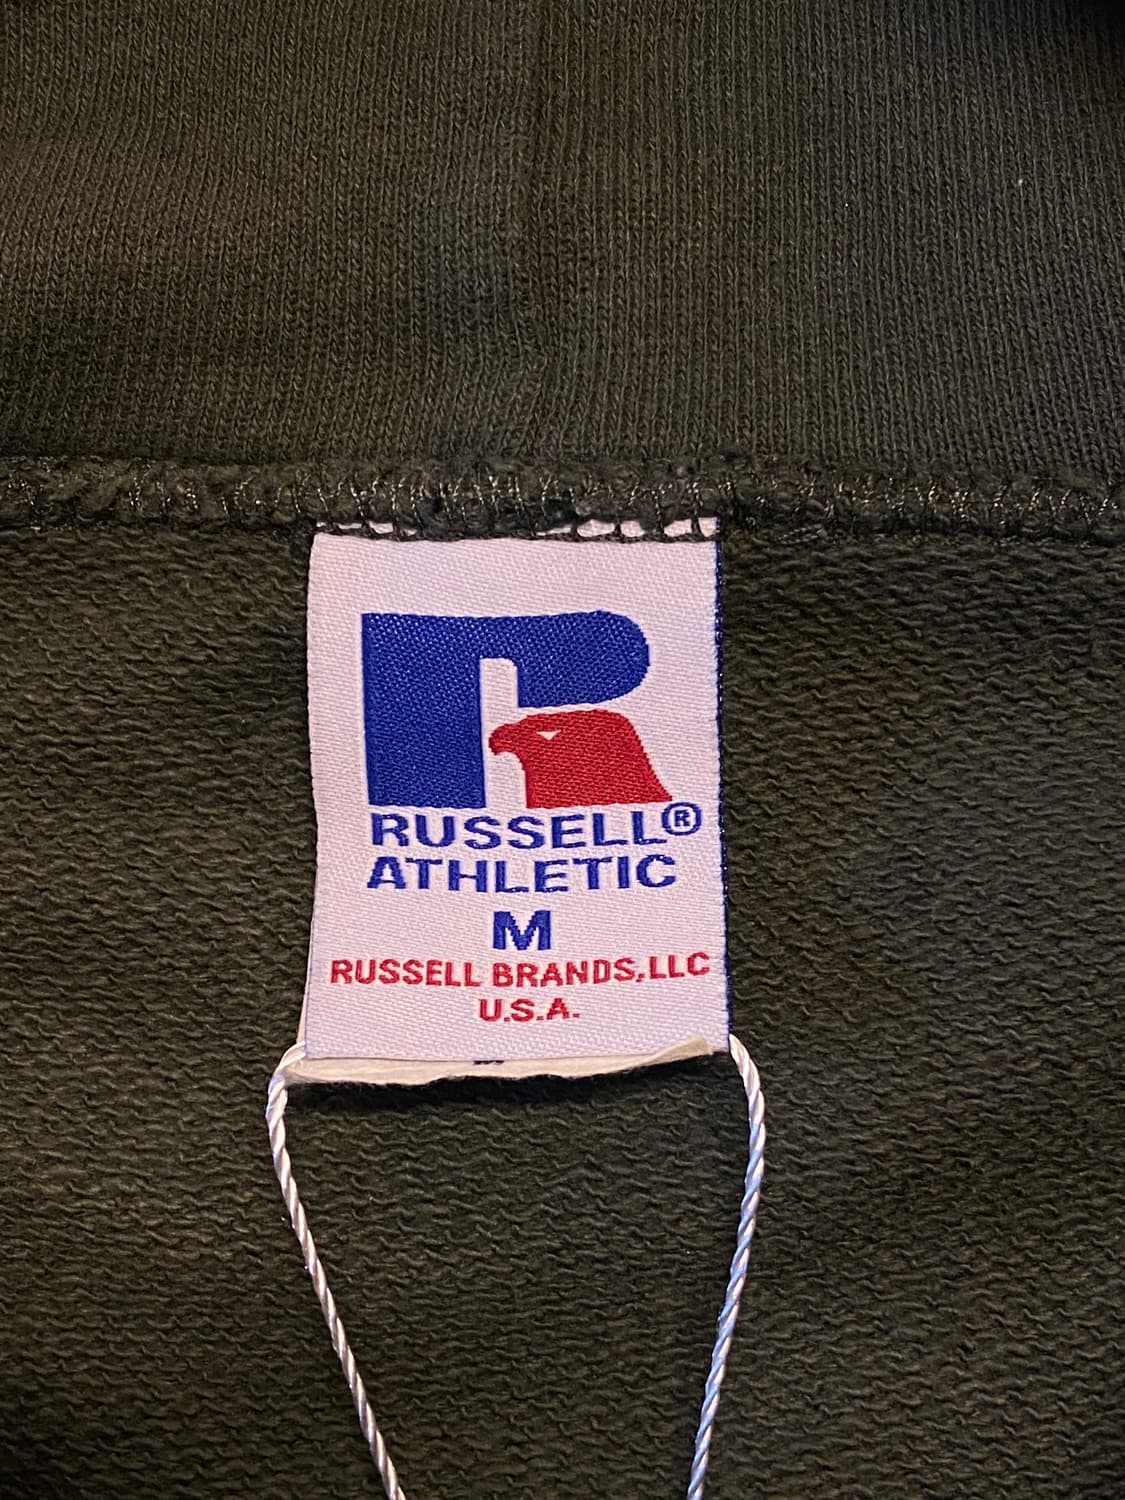 R
RUSSELL®
ATHLETIC
M
RUSSELL BRANDS, LLC
U.S.A.